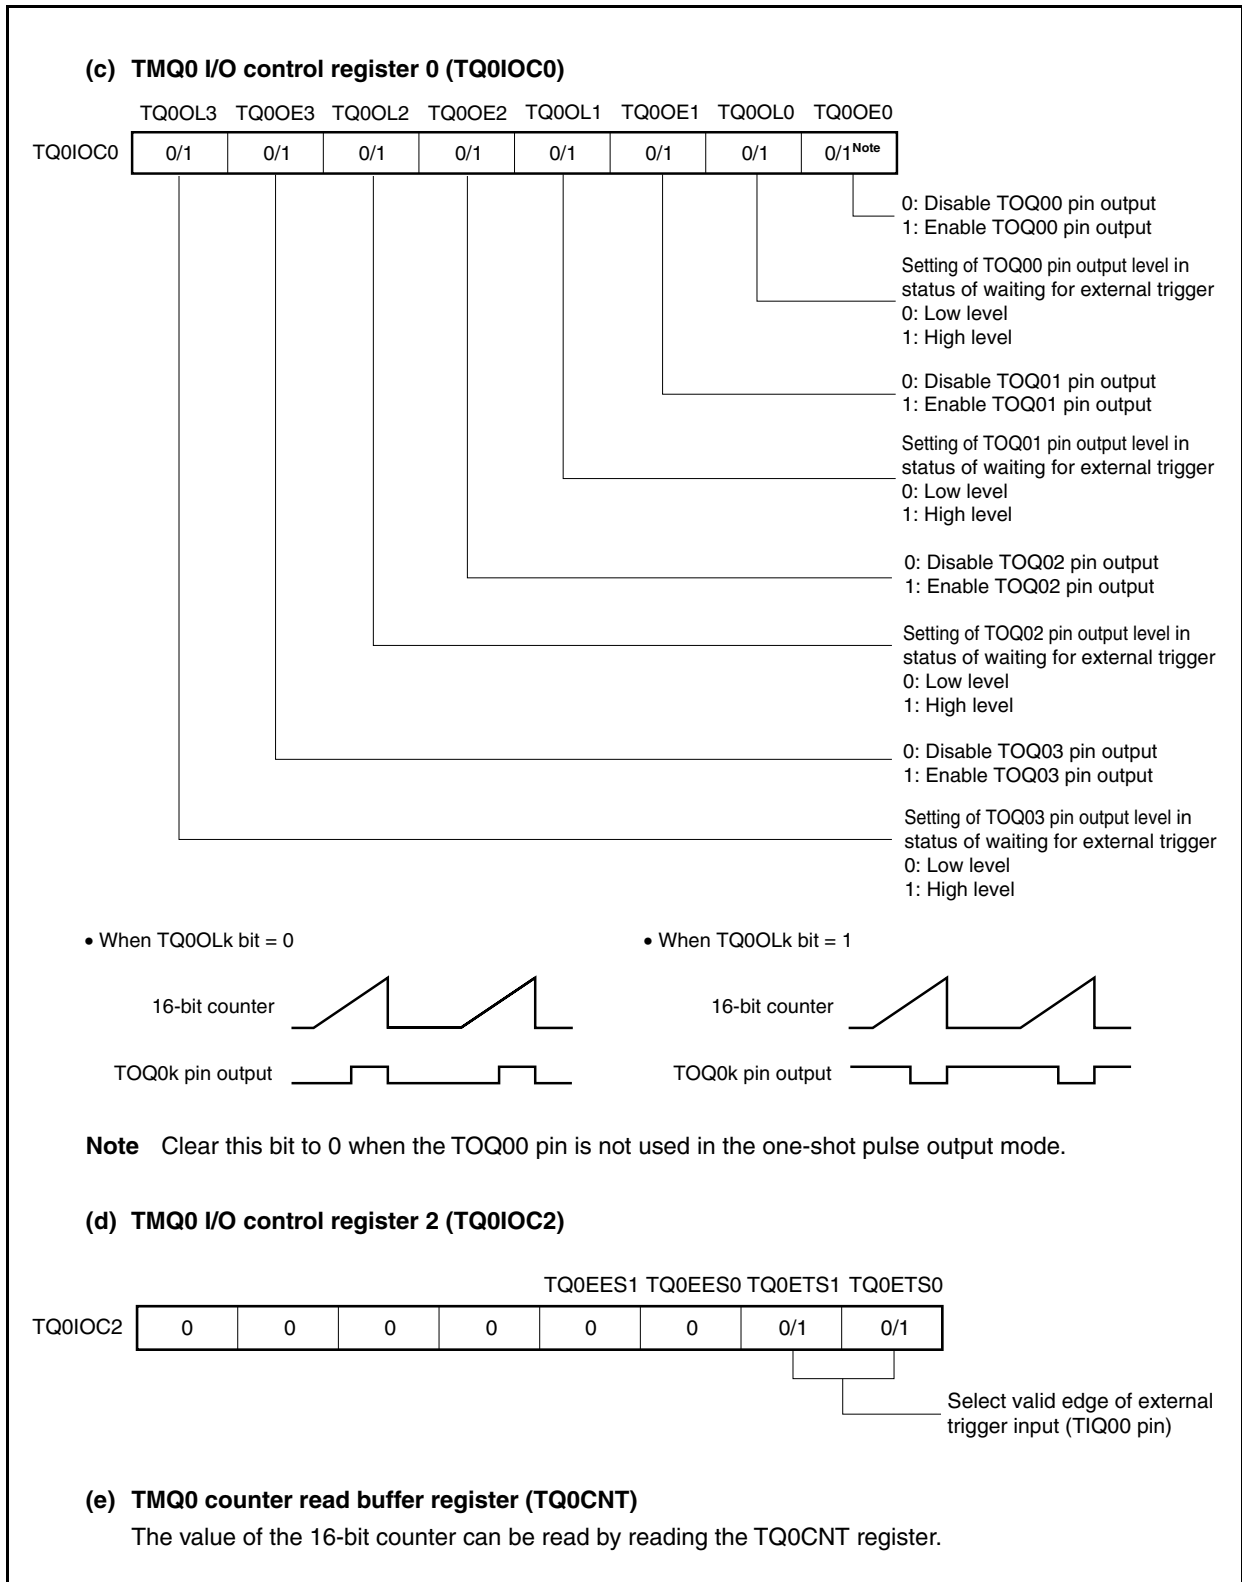 (c) TMQ0 I/O control register 0 (TQ0IOC0)
TQ0OL3 TQ0OE3 TQ0OL2 TQ0OE2 TQ0OL1 TQ0OE1 TQ0OL0 TQ0OE0
TQ0IOC0 0/1 0/1 0/1 0/1 0/1 0/1 0/1 0/1Note
0: Disable TOQ00 pin output
1: Enable TOQ00 pin output
Setting of TOQ00 pin output level in
status of waiting for external trigger
0: Low level
1: High level
0: Disable TOQ01 pin output
1: Enable TOQ01 pin output
Setting of TOQ01 pin output level in
status of waiting for external trigger
0: Low level
1: High level
0: Disable TOQ02 pin output
1: Enable TOQ02 pin output
Setting of TOQ02 pin output level in
status of waiting for external trigger
0: Low level
1: High level
0: Disable TOQ03 pin output
1: Enable TOQ03 pin output
Setting of TOQ03 pin output level in
status of waiting for external trigger
0: Low level
1: High level
• When TQ0OLk bit = 0
16-bit counter
TOQ0k pin output
• When TQ0OLk bit = 1
16-bit counter
TOQ0k pin output
Note Clear this bit to 0 when the TOQ00 pin is not used in the one-shot pulse output mode.
(d) TMQ0 I/O control register 2 (TQ0IOC2)
TQ0EES1 TQ0EES0 TQ0ETS1 TQ0ETS0
TQ0IOC2 0 0 0 0 0 0 0/1 0/1
Select valid edge of external
trigger input (TIQ00 pin)
(e) TMQ0 counter read buffer register (TQ0CNT)
The value of the 16-bit counter can be read by reading the TQ0CNT register.